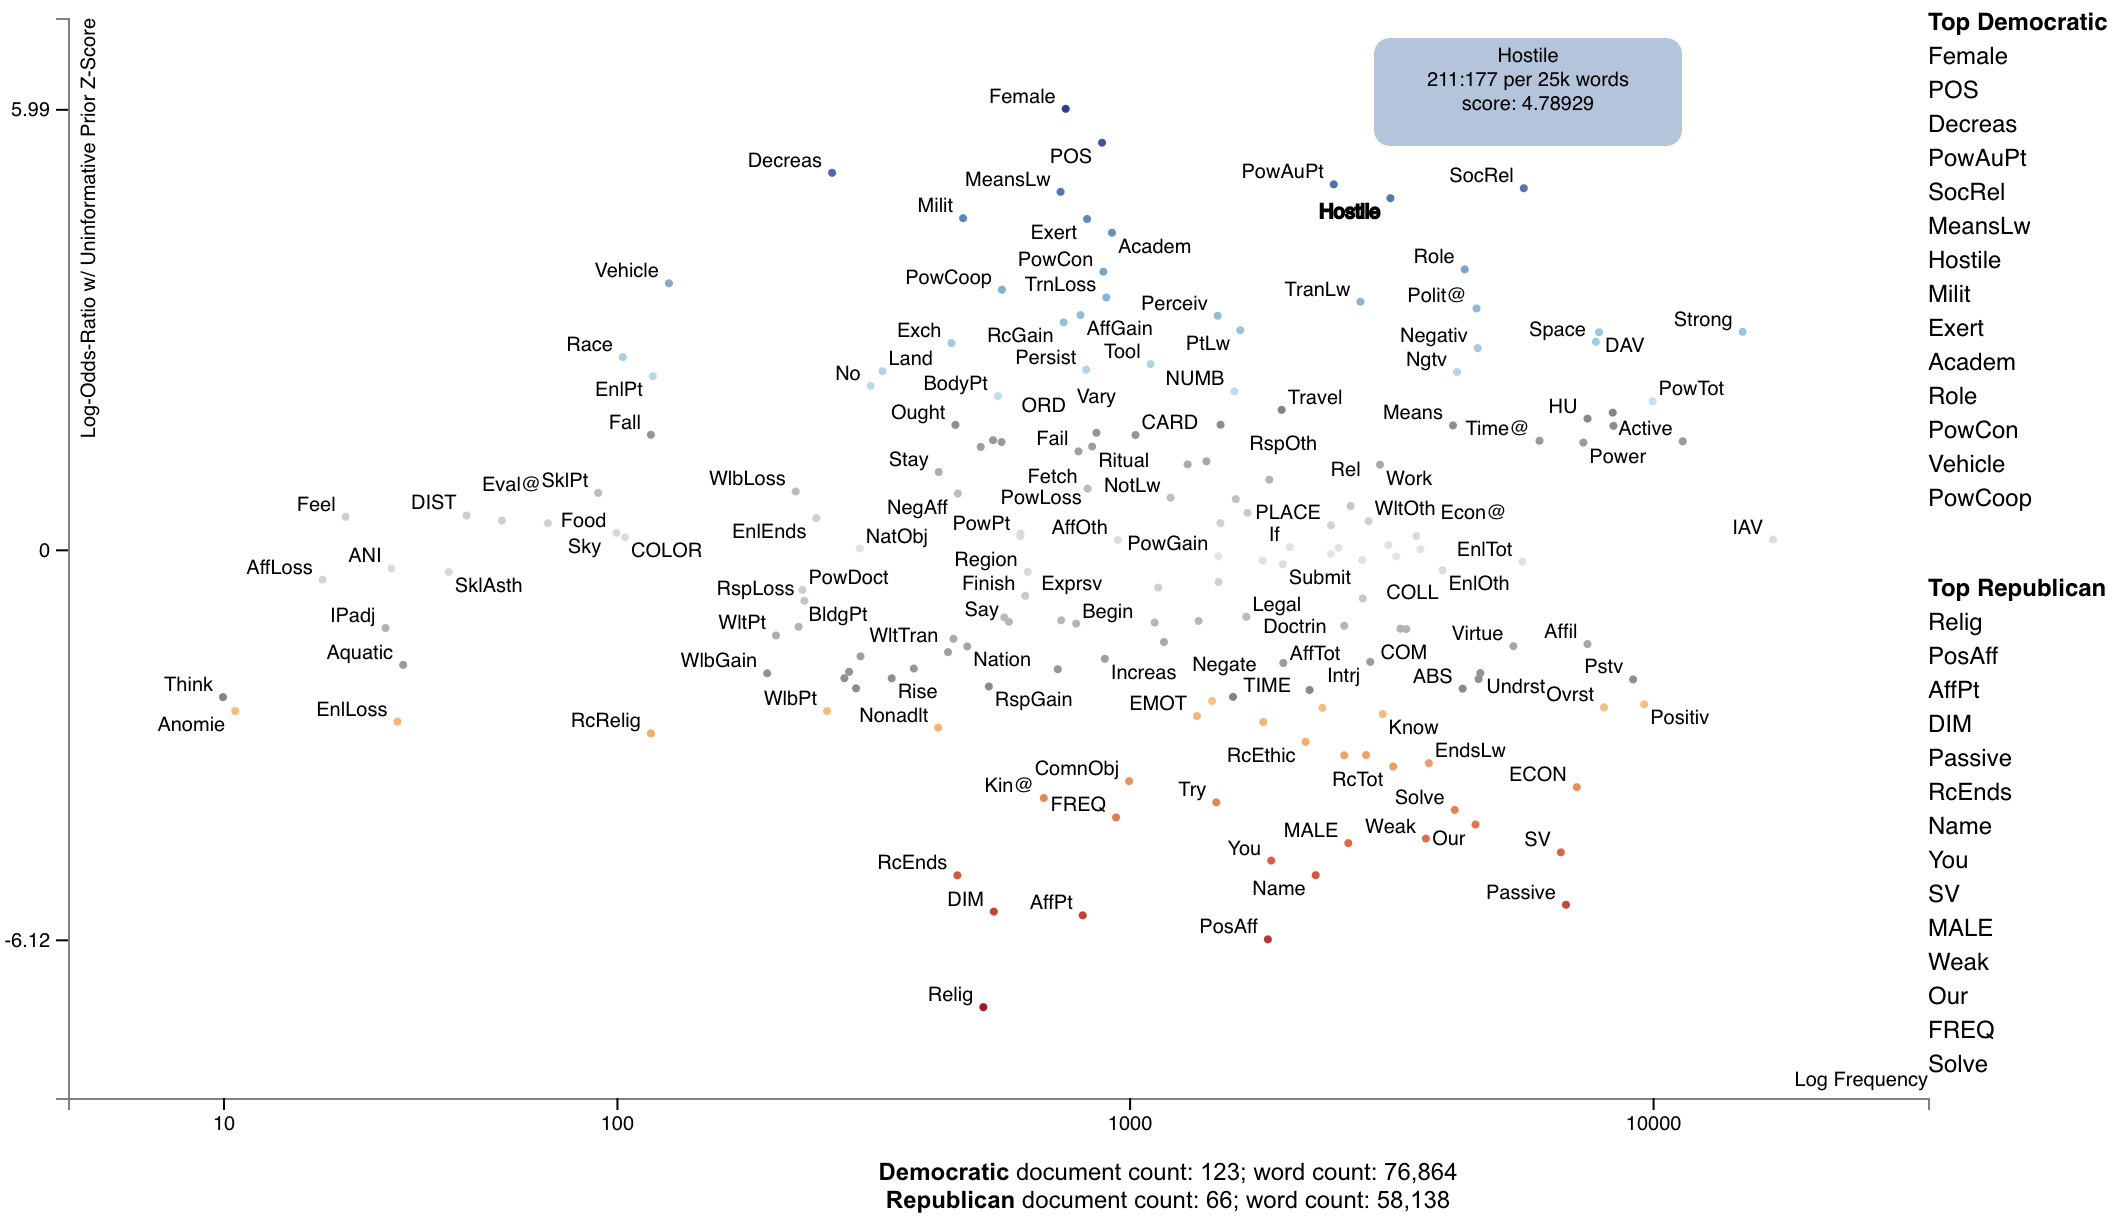 Log-Odds-Ratio w/ Uninformative Prior Z-Score
5.99
0
-6.12
Hostile
211:177 per 25k words
score: 4.78929
Female
POS
Decreas
MeansLw
PowAuPt
SocRel
Milit
Hostile
Exert
Academ
PowCon
Role
Vehicle
PowCoop
TrnLoss
TranLw
Polit@
Perceiv
Exch
RcGain
AffGain
Space
Strong
Race
Land
Persist
Tool
PtLw
Negativ
DAV
No
Ngtv
EnlPt
BodyPt
NUMB
PowTot
Vary
Travel
ORD
Ought
Means
HU
Fall
CARD
Time@
Active
Fail
RspOth
Stay
Ritual
Power
Rel
WlbLoss
Fetch
Work
Eval@
SklPt
NotLw
DIST
PowLoss
Feel
NegAff
WltOth
PLACE
Econ@
Food
PowPt
AffOth
IAV
EnlEnds
NatObj
If
Sky
COLOR
PowGain
EnlTot
ANI
Region
AffLoss
PowDoct
Submit
SklAsth
RspLoss
Finish
Exprsv
EnlOth
COLL
Legal
Say
Begin
IPadj
BldgPt
WltPt
Doctrin
WltTran
Virtue
Affil
Aquatic
WlbGain
Nation
AffTot
COM
Negate
Pstv
Increas
Intrj
ABS
Think
TIME
Undrst
Ovrst
WlbPt
Rise
RspGain
EnlLoss
EMOT
Anomie
RcRelig
Nonadlt
Positiv
Know
RcEthic
EndsLw
ComnObj
RcTot
ECON
Kin@
Try
FREQ
Solve
MALE
Weak
Our
SV
You
RcEnds
Name
DIM
AffPt
Passive
PosAff
Relig
Log Frequency
10
100
1000
10000
Top Democratic
Female
POS
Decreas
PowAuPt
SocRel
MeansLw
Hostile
Milit
Exert
Academ
Role
PowCon
Vehicle
PowCoop
Top Republican
Relig
PosAff
AffPt
DIM
Passive
RcEnds
Name
You
SV
MALE
Weak
Our
FREQ
Solve
Democratic document count: 123; word count: 76,864
Republican document count: 66; word count: 58,138